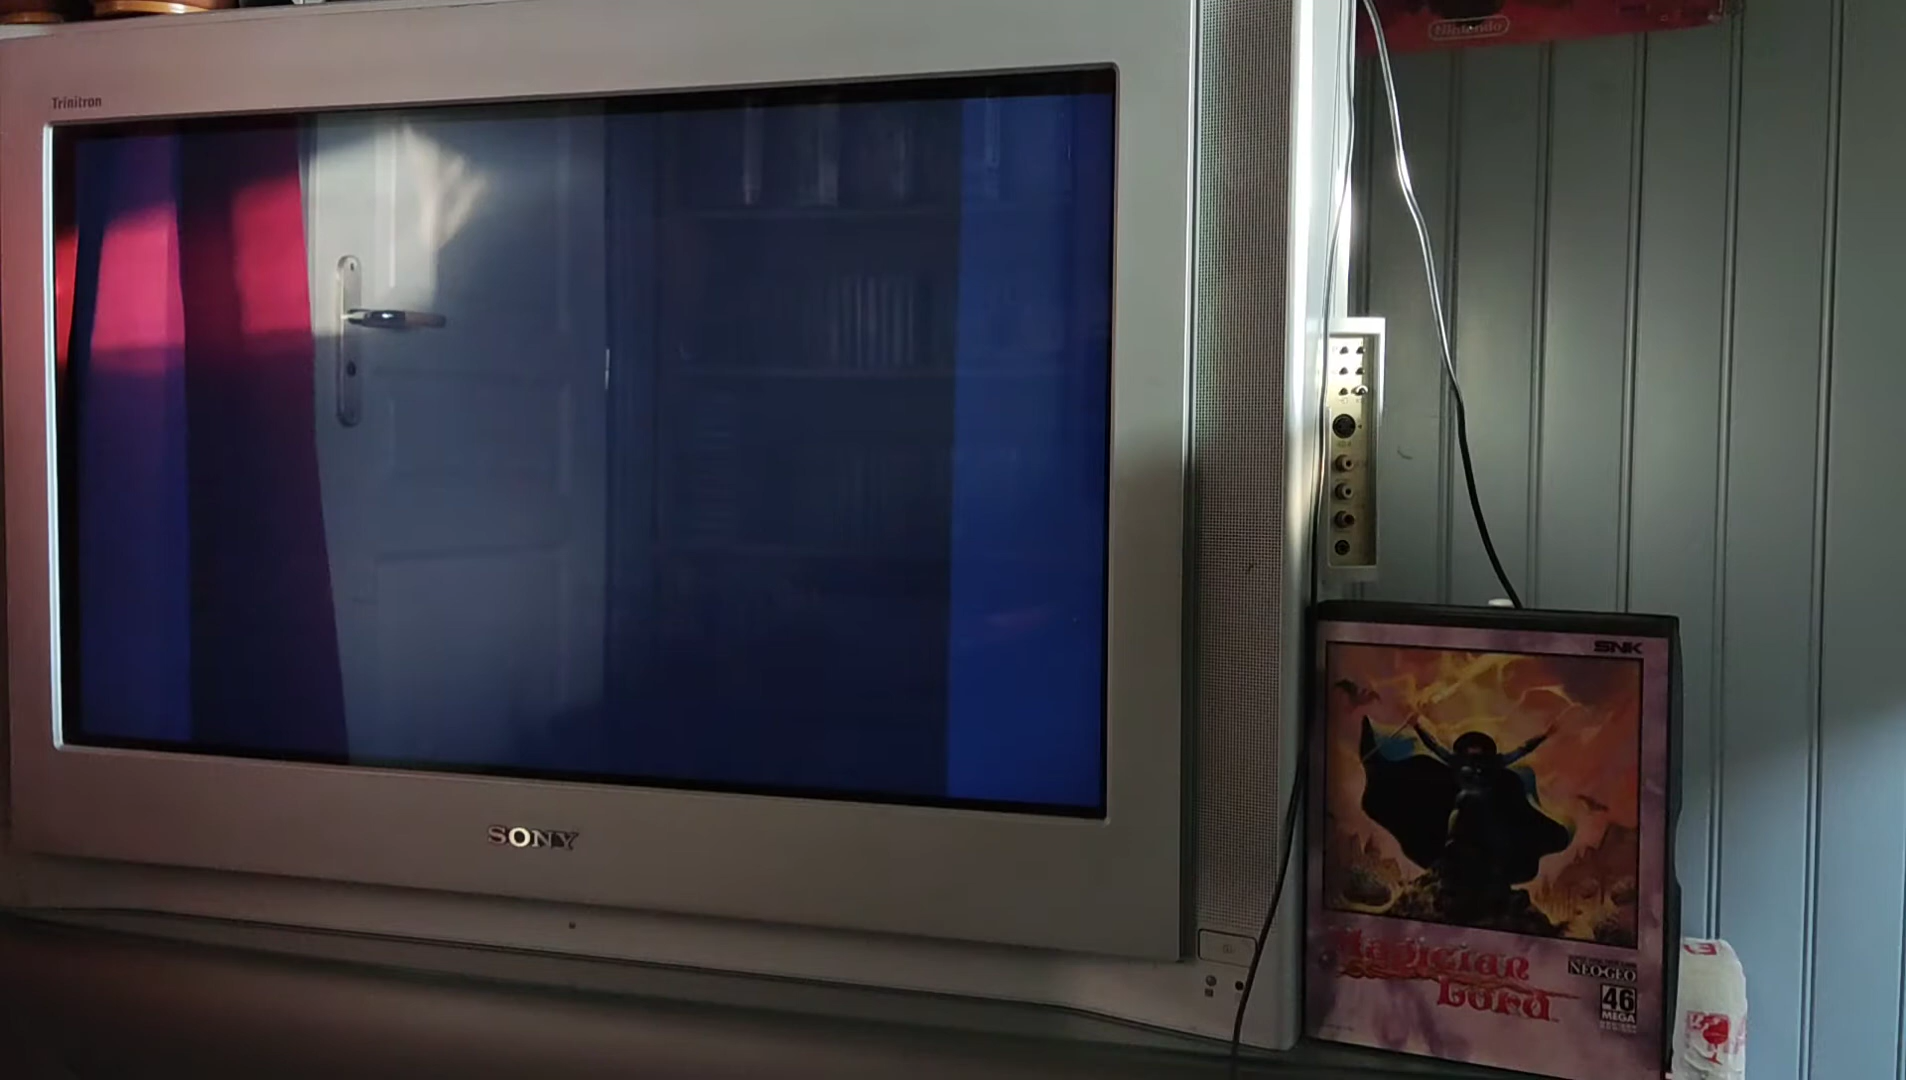 Nintendo
Trinitron
SONY
SNK
Magician
Lord
NEO·GEO
46
MEGA